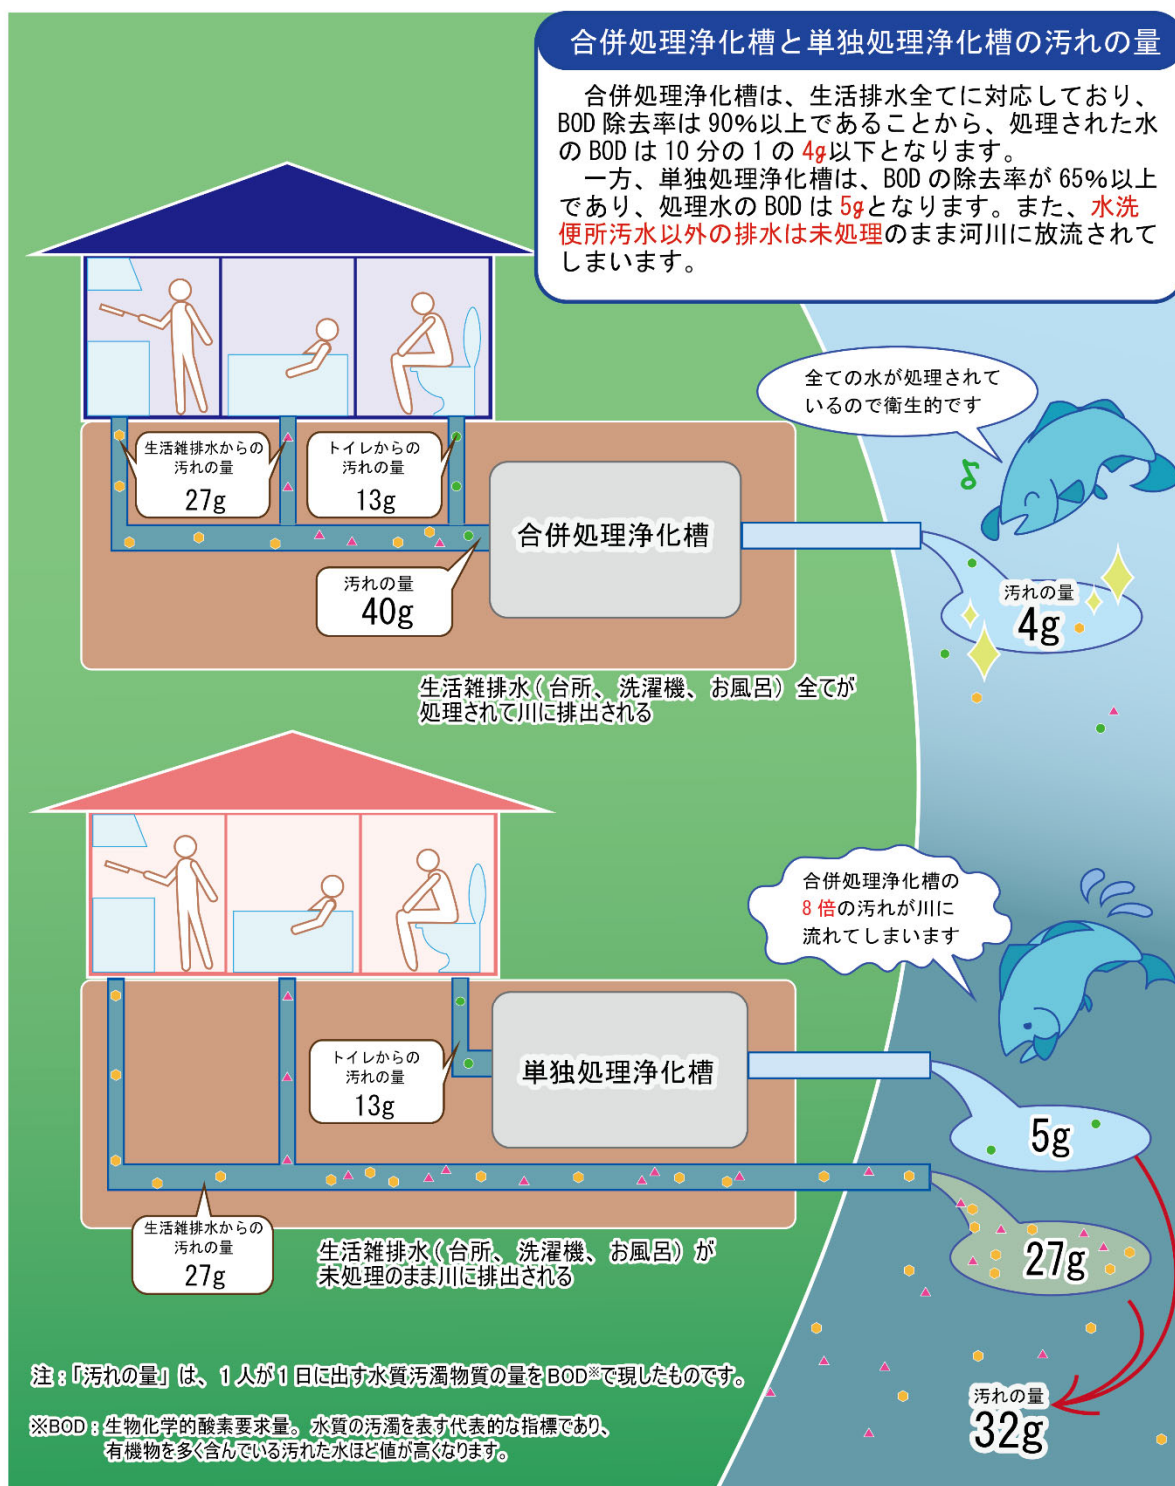 合併処理浄化槽と単独処理浄化槽の汚れの量
合併処理浄化槽は、生活排水全てに対応しており、
BOD 除去率は 90%以上であることから、処理された水
の BOD は 10 分の 1 の 4g以下となります。
一方、単独処理浄化槽は、BOD の除去率が 65%以上
であり、処理水の BOD は 5gとなります。また、水洗
便所汚水以外の排水は未処理のまま河川に放流されて
しまいます。
全ての水が処理されて
いるので衛生的です
生活雑排水からの
汚れの量
27g
トイレからの
汚れの量
13g
合併処理浄化槽
汚れの量
40g
汚れの量
4g
生活雑排水(台所、洗濯機、お風呂)全てが
処理されて川に排出される
合併処理浄化槽の
8 倍の汚れが川に
流れてしまいます
トイレからの
汚れの量
13g
単独処理浄化槽
5g
生活雑排水からの
汚れの量
27g
生活雑排水(台所、洗濯機、お風呂)が
未処理のまま川に排出される
27g
注:「汚れの量」は、1人が1日に出す水質汚濁物質の量をBOD※で現したものです。
※BOD:生物化学的酸素要求量。水質の汚濁を表す代表的な指標であり、
有機物を多く含んでいる汚れた水ほど値が高くなります。
汚れの量
32g